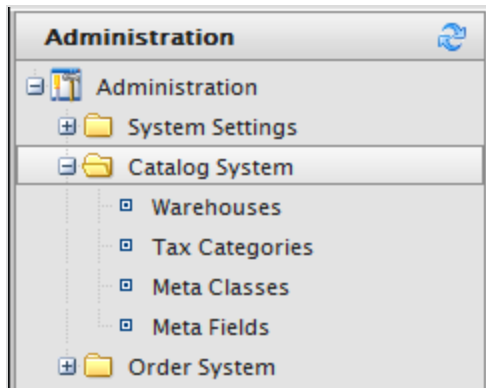 Administration
Administration
System Settings
Catalog System
Warehouses
Tax Categories
Meta Classes
Meta Fields
Order System